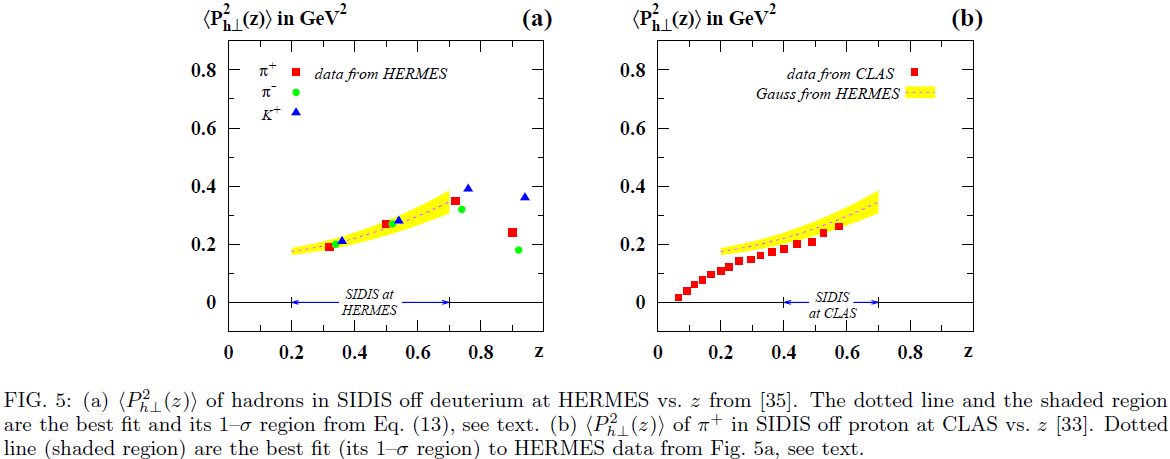 ⟨P²h⊥(z)⟩ in GeV² (a)
0.8
0.6
0.4
0.2
0
π⁺ data from HERMES
π⁻
K⁺
SIDIS at
HERMES
0 0.2 0.4 0.6 0.8 z
⟨P²h⊥(z)⟩ in GeV² (b)
0.8
0.6
0.4
0.2
0
data from CLAS
Gauss from HERMES
SIDIS
at CLAS
0 0.2 0.4 0.6 0.8 z
FIG. 5: (a) ⟨P²h⊥(z)⟩ of hadrons in SIDIS off deuterium at HERMES vs. z from [35]. The dotted line and the shaded region
are the best fit and its 1–σ region from Eq. (13), see text. (b) ⟨P²h⊥(z)⟩ of π⁺ in SIDIS off proton at CLAS vs. z [33]. Dotted
line (shaded region) are the best fit (its 1–σ region) to HERMES data from Fig. 5a, see text.